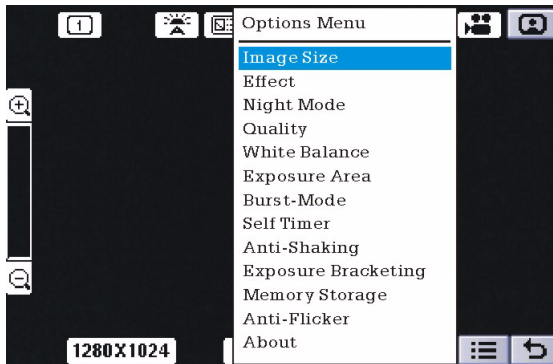 1
Options Menu
Image Size
Effect
Night Mode
Quality
White Balance
Exposure Area
Burst-Mode
Self Timer
Anti-Shaking
Exposure Bracketing
Memory Storage
Anti-Flicker
About
1280X1024